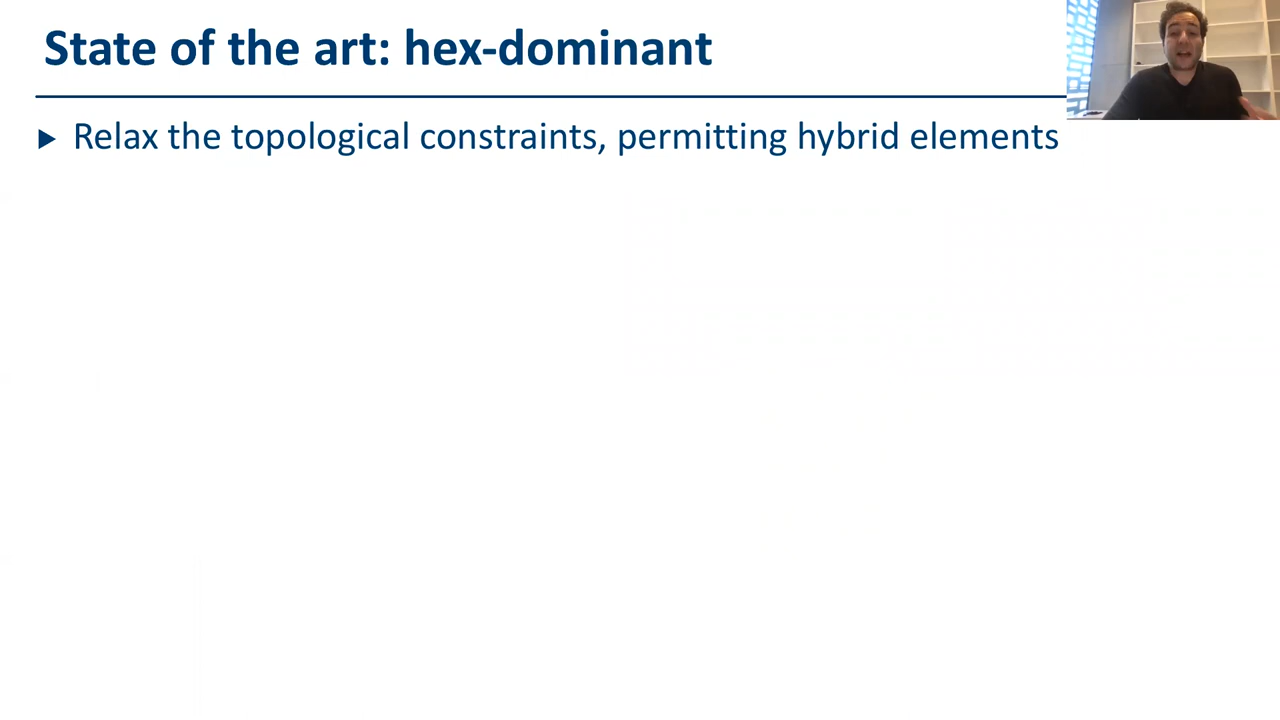 State of the art: hex-dominant
Relax the topological constraints, permitting hybrid elements